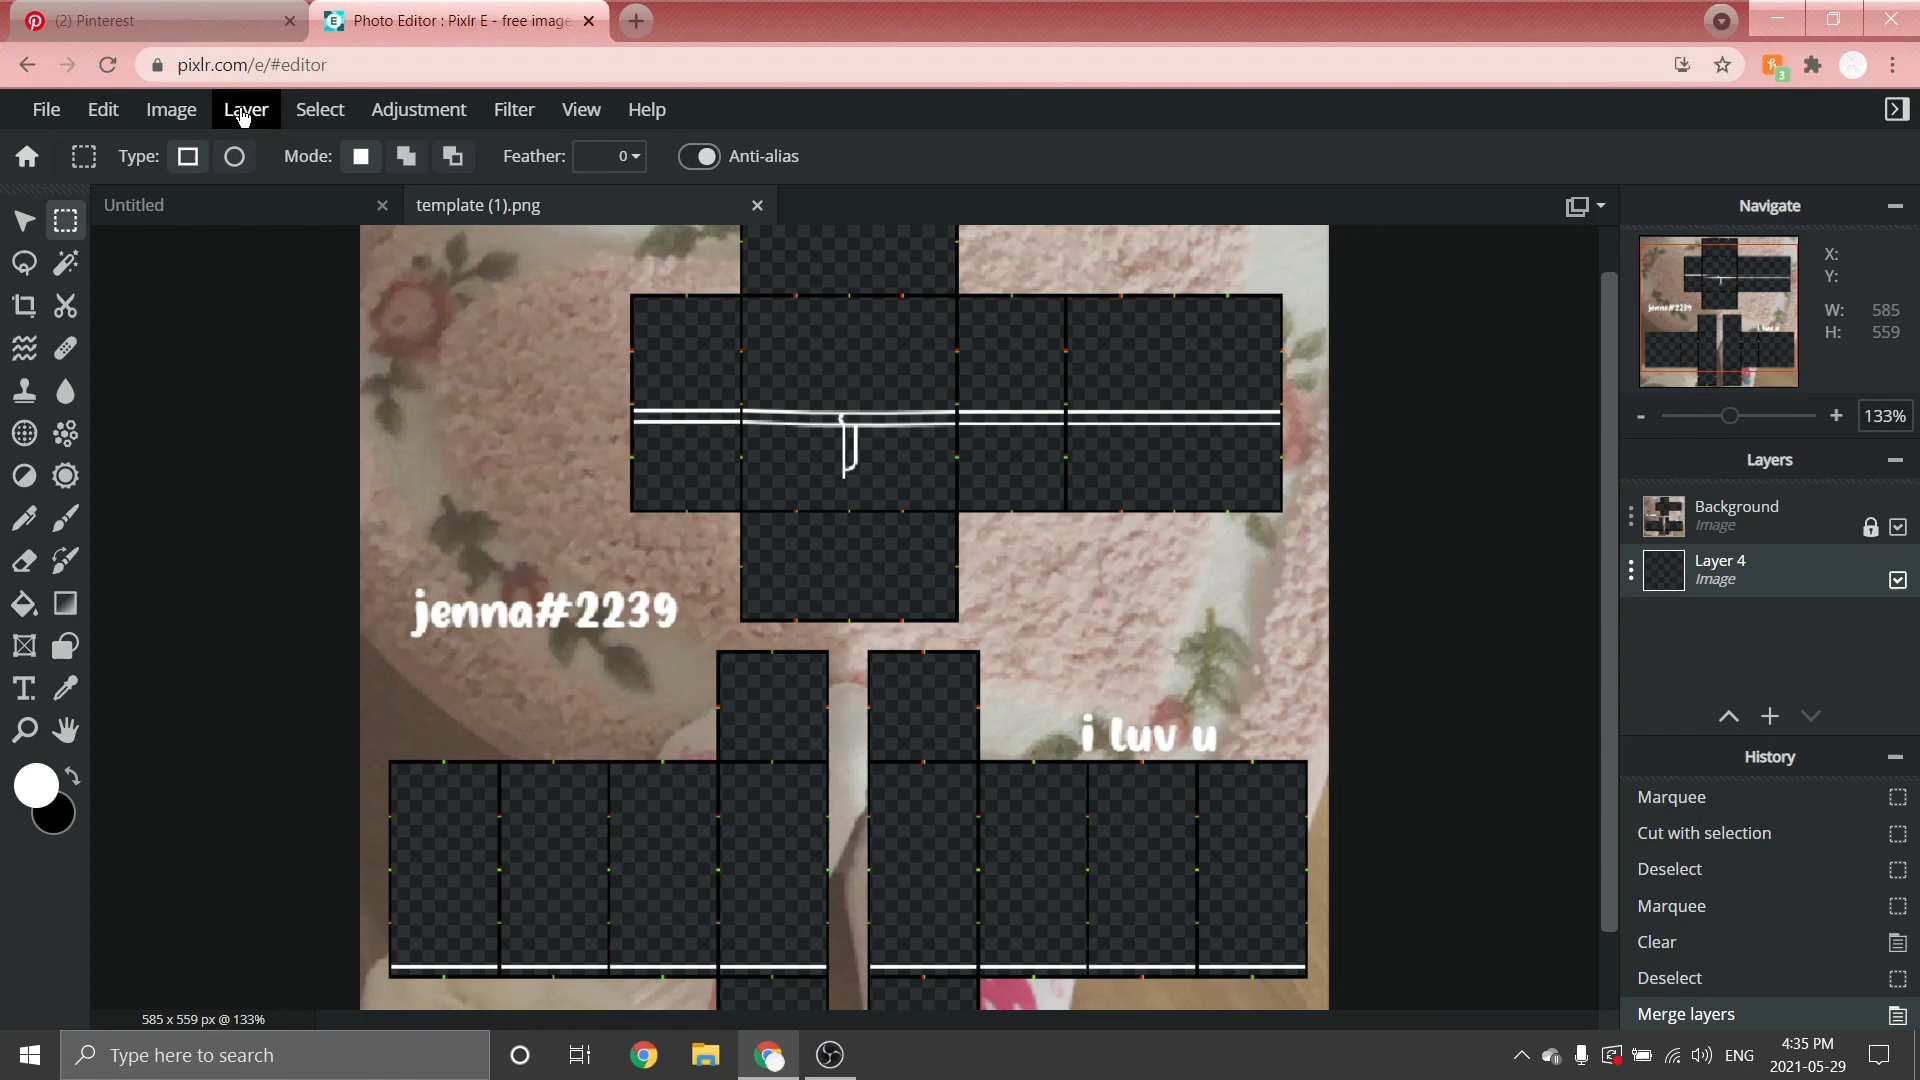 (2) Pinterest
Photo Editor : Pixlr E - free image
pixlr.com/e/#editor
3
File Edit Image Layer Select Adjustment Filter View Help
Type: Mode: Feather: 0 Anti-alias
Untitled
template (1).png
Navigate
X:
Y:
W: 585
H: 559
133%
Layers
Background
Image
Layer 4
Image
jenna#2239
i luv u
History
Marquee
Cut with selection
Deselect
Marquee
Clear
Deselect
Merge layers
585 x 559 px @ 133%
Type here to search
ENG
4:35 PM
2021-05-29